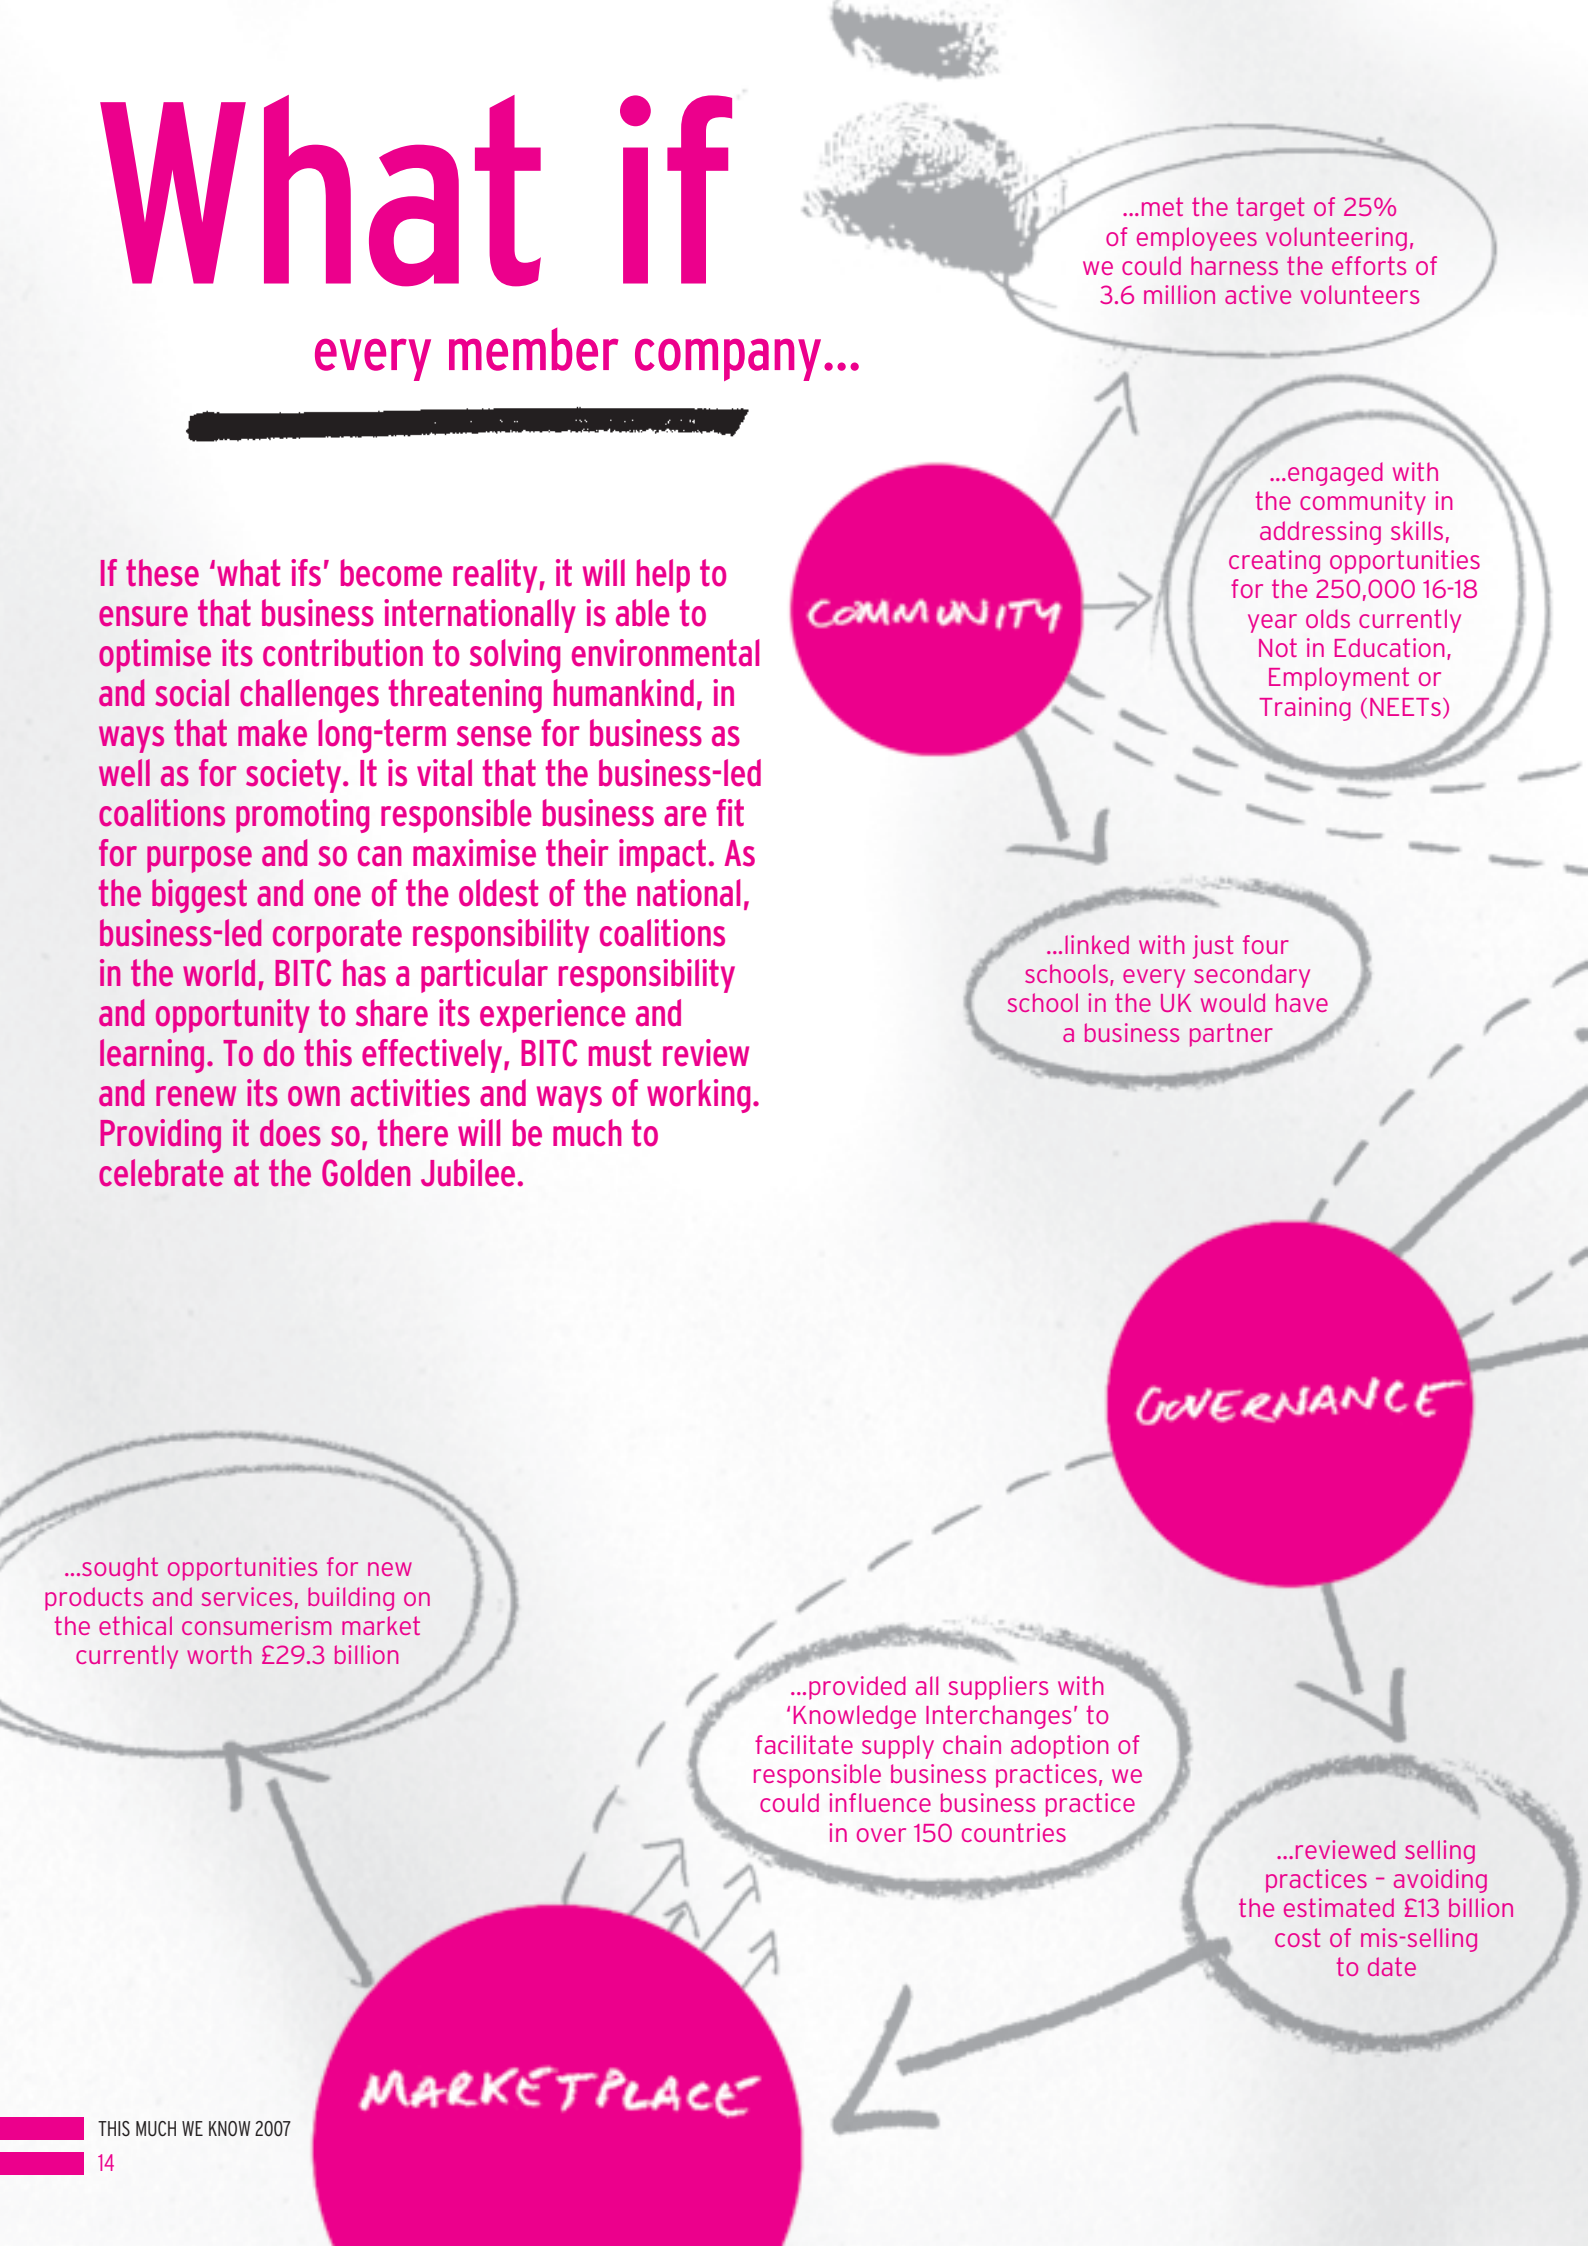 What if
every member company...
If these ‘what ifs’ become reality, it will help to
ensure that business internationally is able to
optimise its contribution to solving environmental
and social challenges threatening humankind, in
ways that make long-term sense for business as
well as for society. It is vital that the business-led
coalitions promoting responsible business are fit
for purpose and so can maximise their impact. As
the biggest and one of the oldest of the national,
business-led corporate responsibility coalitions
in the world, BITC has a particular responsibility
and opportunity to share its experience and
learning. To do this effectively, BITC must review
and renew its own activities and ways of working.
Providing it does so, there will be much to
celebrate at the Golden Jubilee.
...met the target of 25%
of employees volunteering,
we could harness the efforts of
3.6 million active volunteers
...engaged with
the community in
addressing skills,
creating opportunities
for the 250,000 16-18
year olds currently
Not in Education,
Employment or
Training (NEETs)
COMMUNITY
...linked with just four
schools, every secondary
school in the UK would have
a business partner
GOVERNANCE
...sought opportunities for new
products and services, building on
the ethical consumerism market
currently worth £29.3 billion
...provided all suppliers with
‘Knowledge Interchanges’ to
facilitate supply chain adoption of
responsible business practices, we
could influence business practice
in over 150 countries
...reviewed selling
practices – avoiding
the estimated £13 billion
cost of mis-selling
to date
MARKETPLACE
THIS MUCH WE KNOW 2007
14